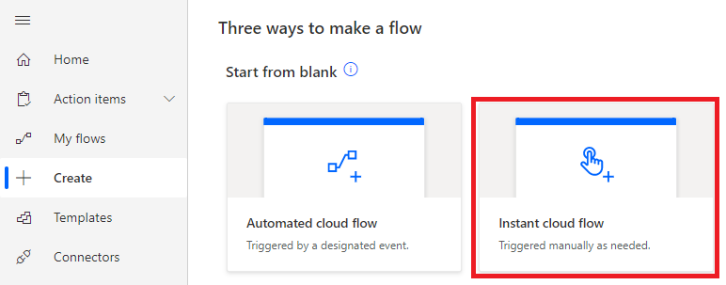 Three ways to make a flow
Home
Start from blank
Action items
My flows
Create
Templates
Connectors
Automated cloud flow
Triggered by a designated event.
Instant cloud flow
Triggered manually as needed.